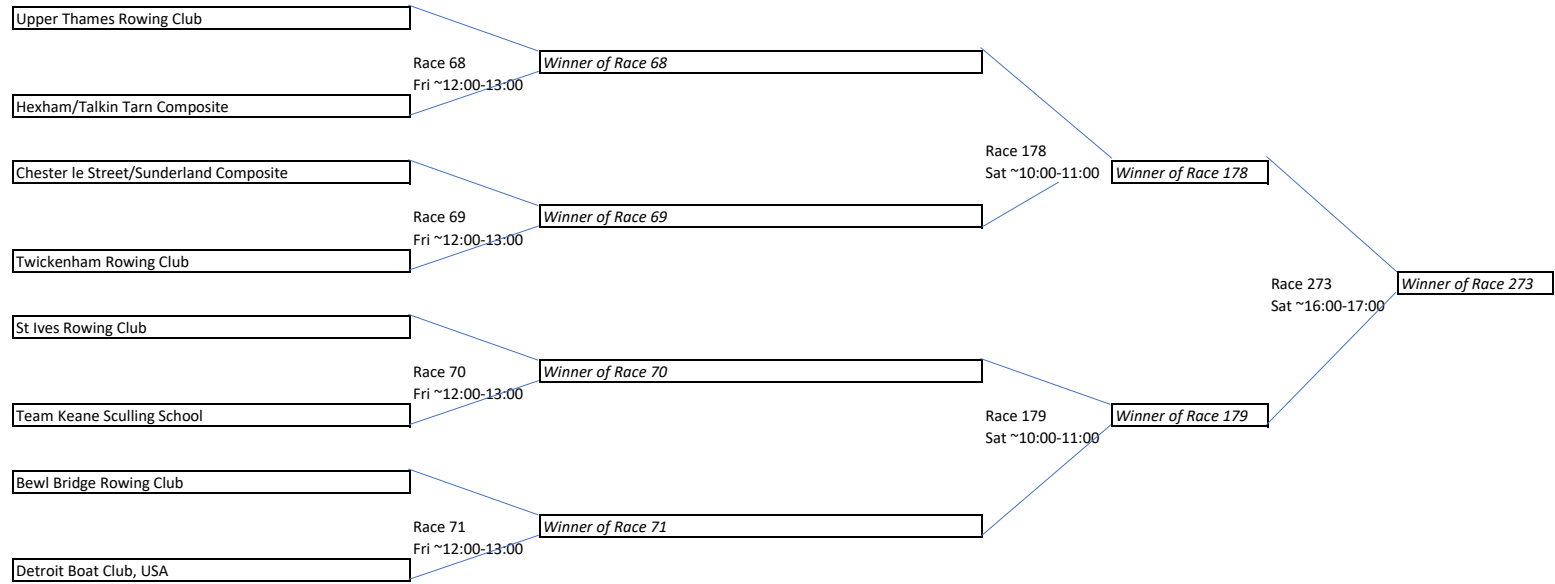 Upper Thames Rowing Club
Race 68
Fri ~12:00-13:00
Winner of Race 68
Hexham/Talkin Tarn Composite
Chester le Street/Sunderland Composite
Race 69
Fri ~12:00-13:00
Winner of Race 69
Twickenham Rowing Club
Race 178
Sat ~10:00-11:00
Winner of Race 178
St Ives Rowing Club
Race 70
Fri ~12:00-13:00
Winner of Race 70
Team Keane Sculling School
Bewl Bridge Rowing Club
Race 71
Fri ~12:00-13:00
Winner of Race 71
Detroit Boat Club, USA
Race 179
Sat ~10:00-11:00
Winner of Race 179
Race 273
Sat ~16:00-17:00
Winner of Race 273